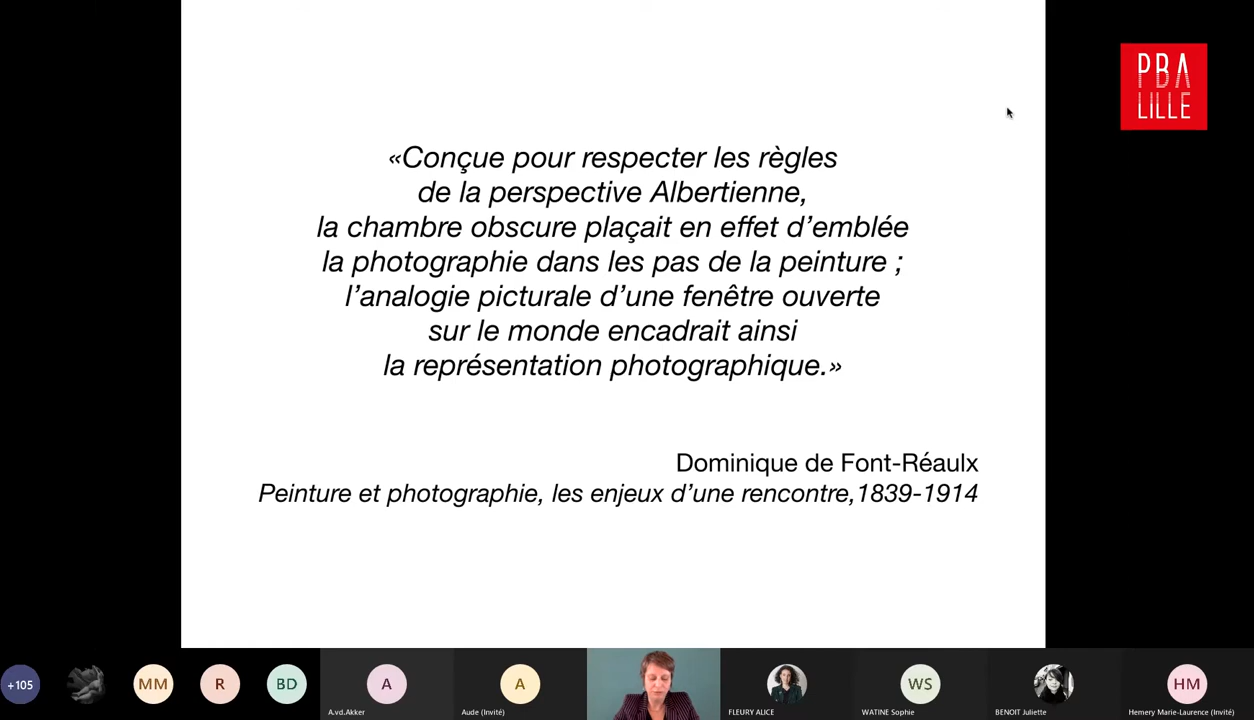 PBA
LILLE
«Conçue pour respecter les règles
de la perspective Albertienne,
la chambre obscure plaçait en effet d’emblée
la photographie dans les pas de la peinture ;
l’analogie picturale d’une fenêtre ouverte
sur le monde encadrait ainsi
la représentation photographique.»
Dominique de Font-Réaulx
Peinture et photographie, les enjeux d’une rencontre,1839-1914
+105
MM
R
BD
A
A
WS
HM
A.vd.Akker
Aude (Invité)
FLEURY ALICE
WATINE Sophie
BENOIT Juliette
Hemery Marie-Laurence (Invité)